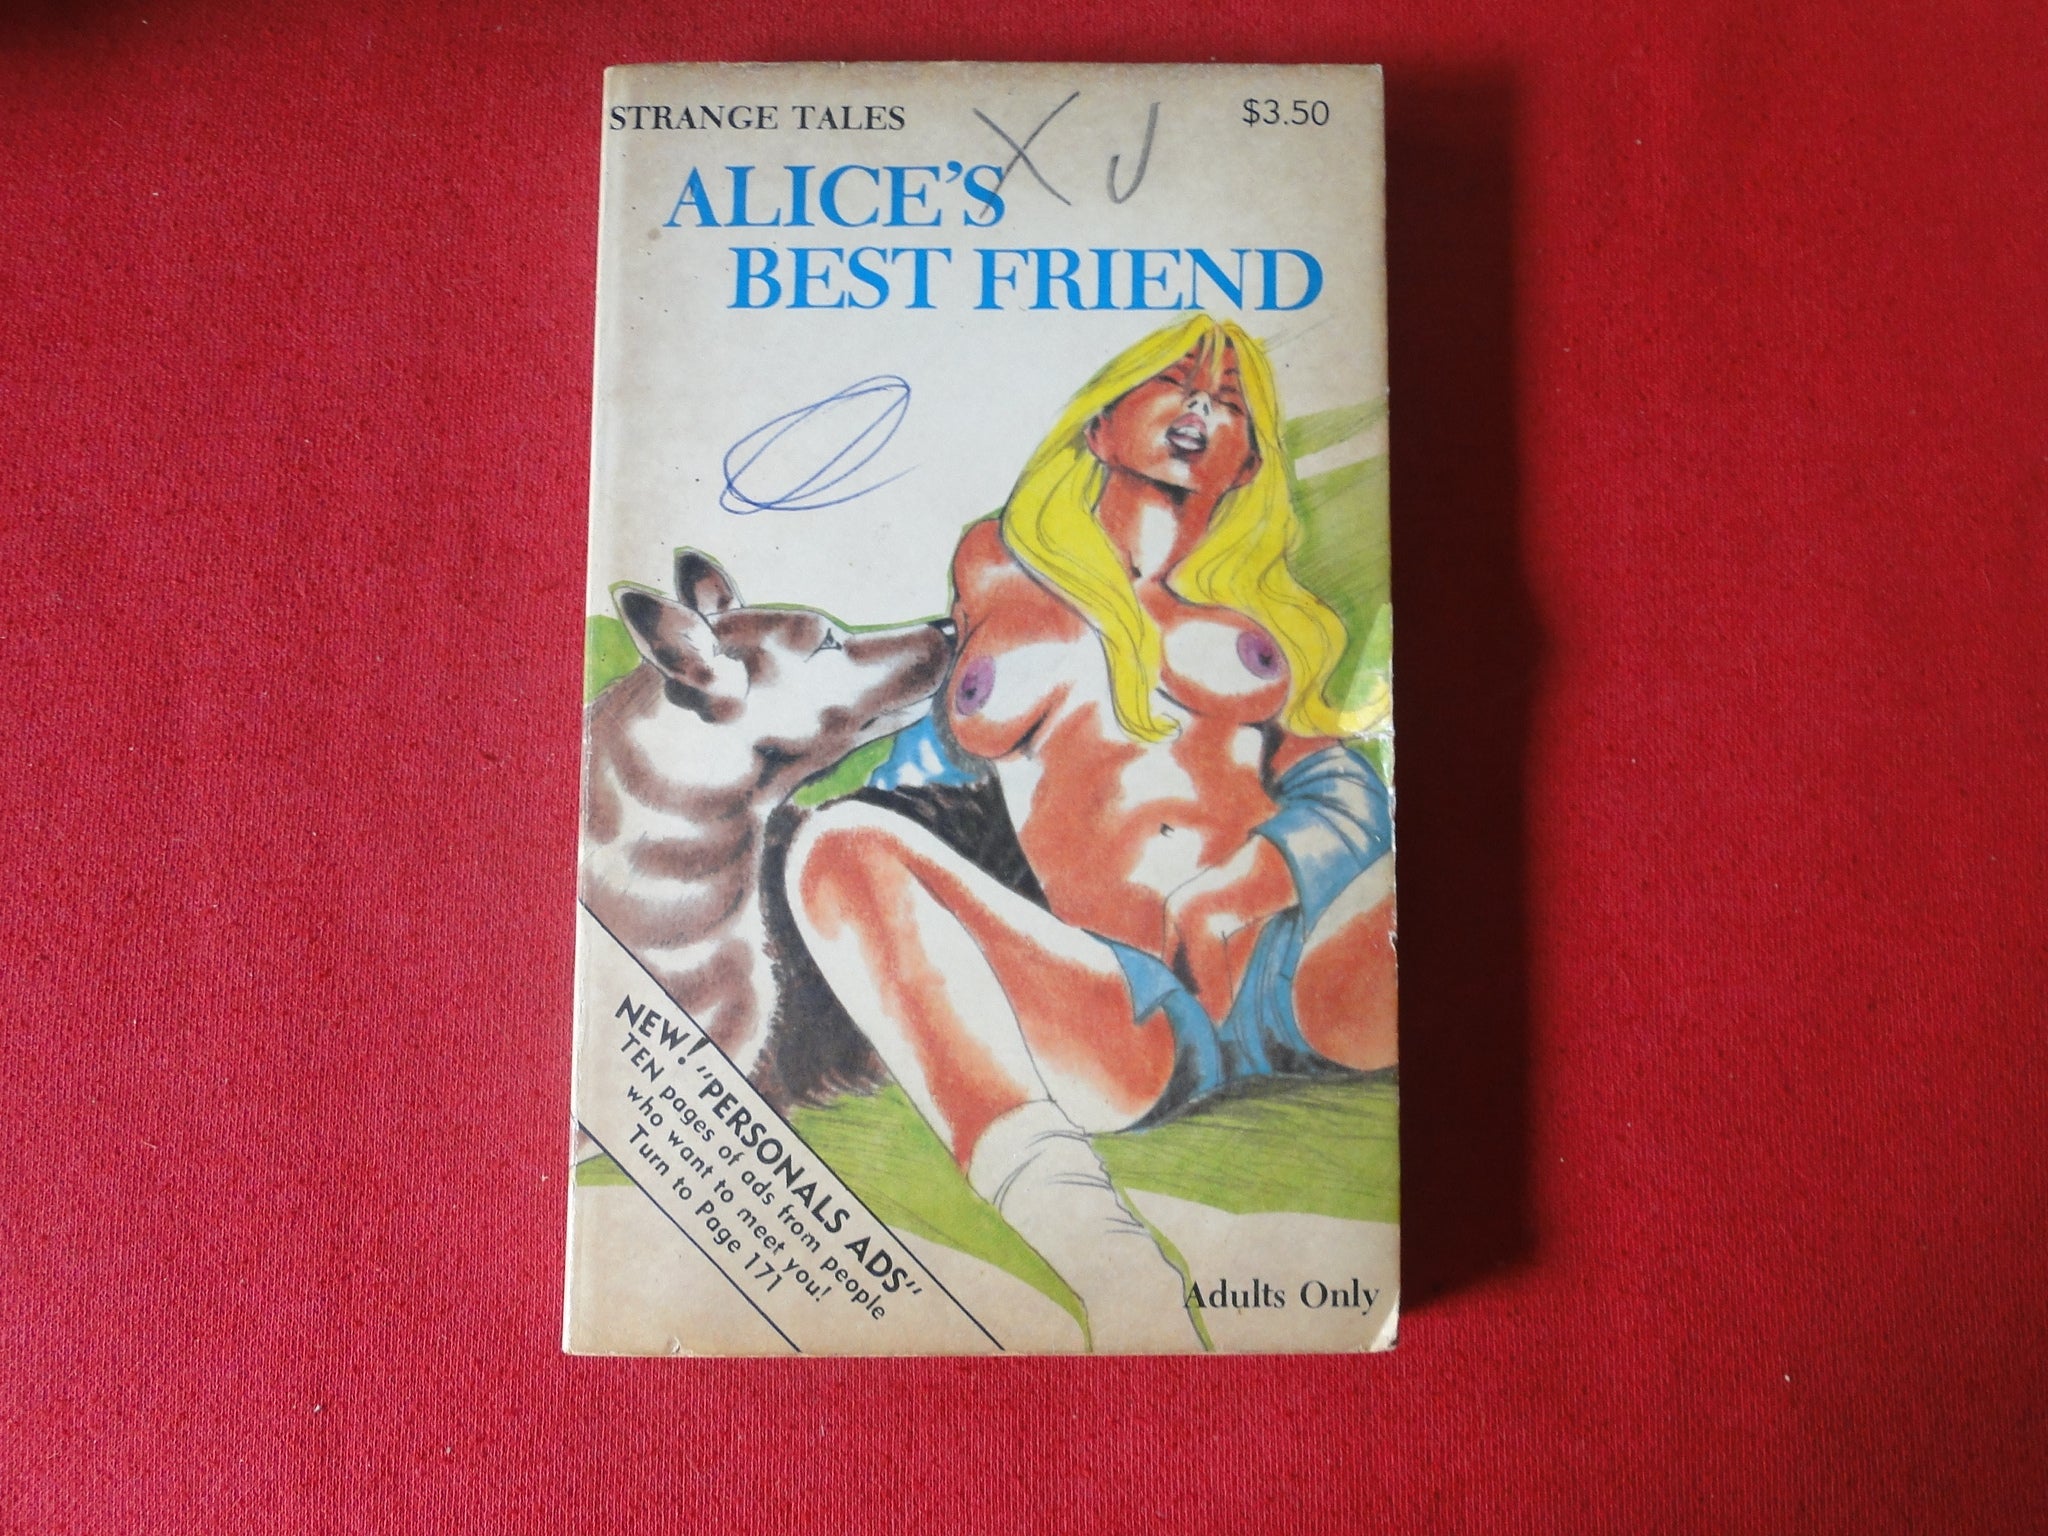 STRANGE TALES
$3.50
X J
ALICE'S
BEST FRIEND
NEW! "PERSONALS ADS"
TEN pages of ads from people
who want to meet you!
Turn to Page 171
Adults Only